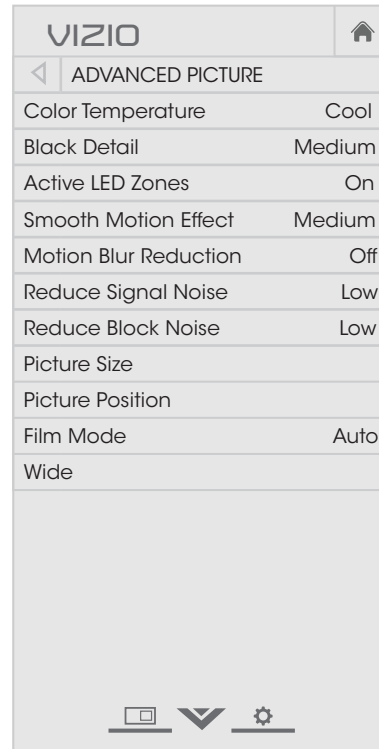 VIZIO
ADVANCED PICTURE
Color Temperature Cool
Black Detail Medium
Active LED Zones On
Smooth Motion Effect Medium
Motion Blur Reduction Off
Reduce Signal Noise Low
Reduce Block Noise Low
Picture Size
Picture Position
Film Mode Auto
Wide